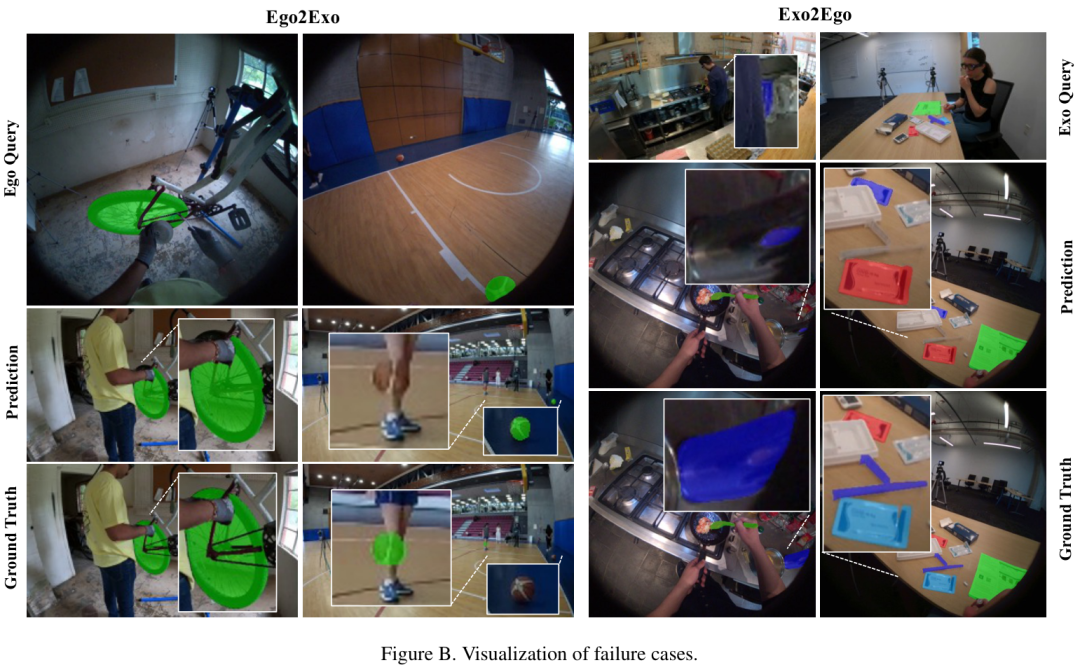 Ego2Exo
Exo2Ego
Ego Query
Prediction
Ground Truth
Exo Query
Prediction
Ground Truth
Figure B. Visualization of failure cases.